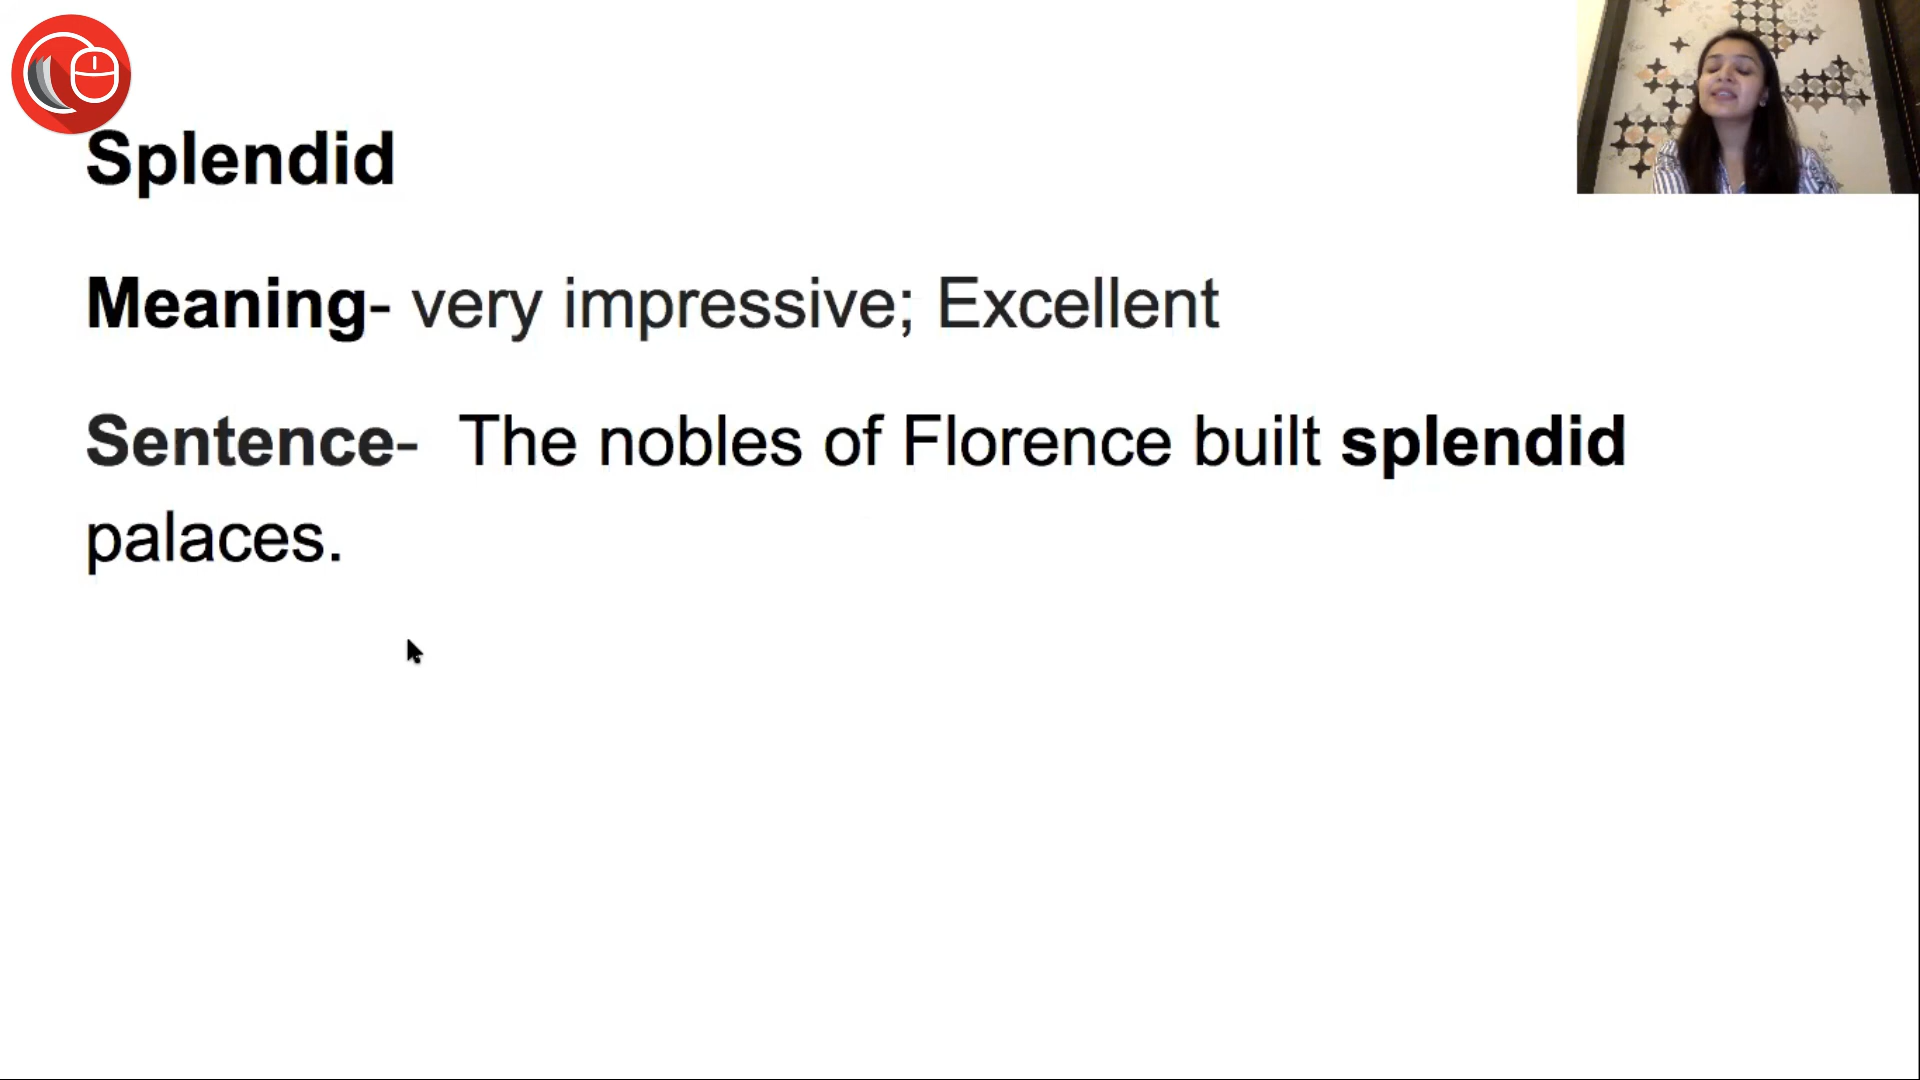 Splendid
Meaning- very impressive; Excellent
Sentence- The nobles of Florence built splendid
palaces.